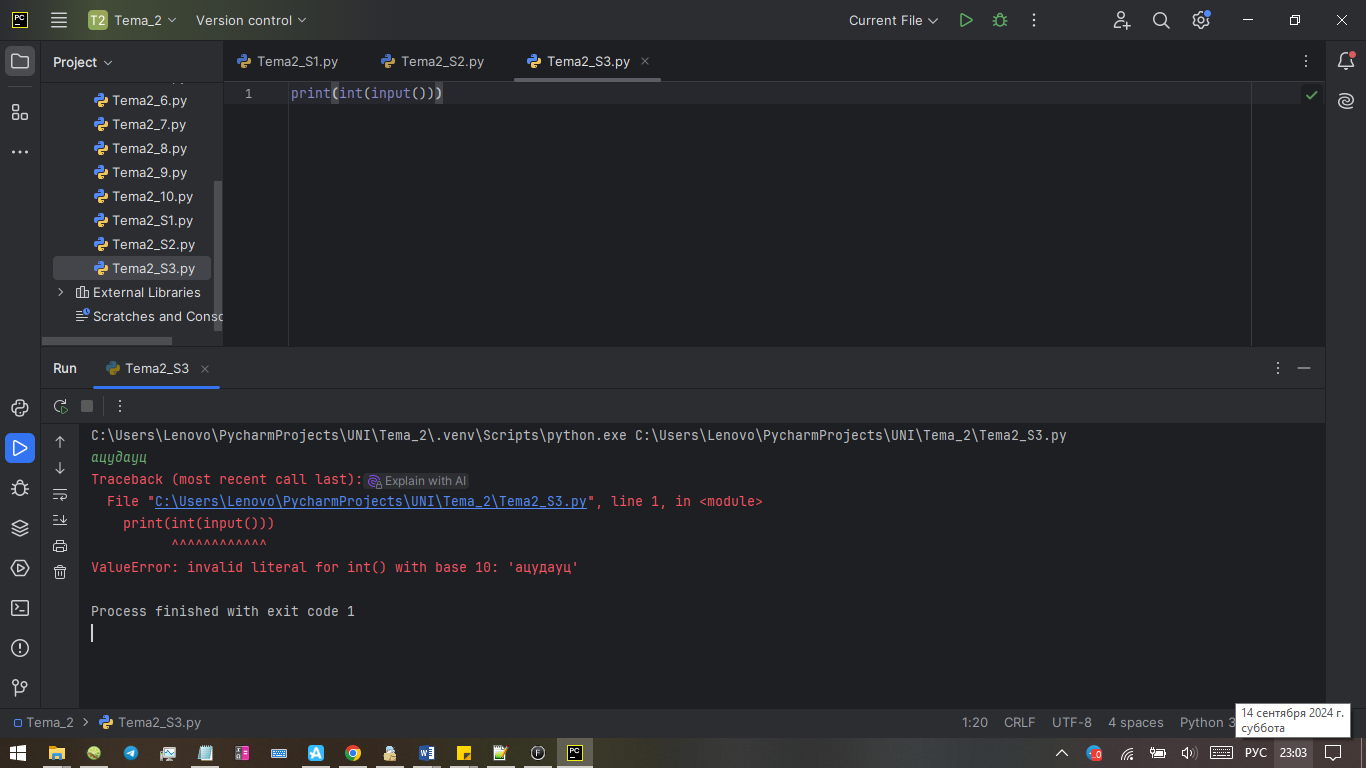 PC
T2 Tema_2 Version control Current File
Project
Tema2_S1.py Tema2_S2.py Tema2_S3.py
1 print(int(input()))
Tema2_6.py
Tema2_7.py
Tema2_8.py
Tema2_9.py
Tema2_10.py
Tema2_S1.py
Tema2_S2.py
Tema2_S3.py
External Libraries
Scratches and Consc
Run Tema2_S3
C:\Users\Lenovo\PycharmProjects\UNI\Tema_2\.venv\Scripts\python.exe C:\Users\Lenovo\PycharmProjects\UNI\Tema_2\Tema2_S3.py
ацудауц
Traceback (most recent call last): Explain with AI
File "C:\Users\Lenovo\PycharmProjects\UNI\Tema_2\Tema2_S3.py", line 1, in <module>
print(int(input()))
^^^^^^^^^^^^
ValueError: invalid literal for int() with base 10: 'ацудауц'
Process finished with exit code 1
Tema_2 Tema2_S3.py 1:20 CRLF UTF-8 4 spaces Python 3
14 сентября 2024 г.
суббота
РУС 23:03